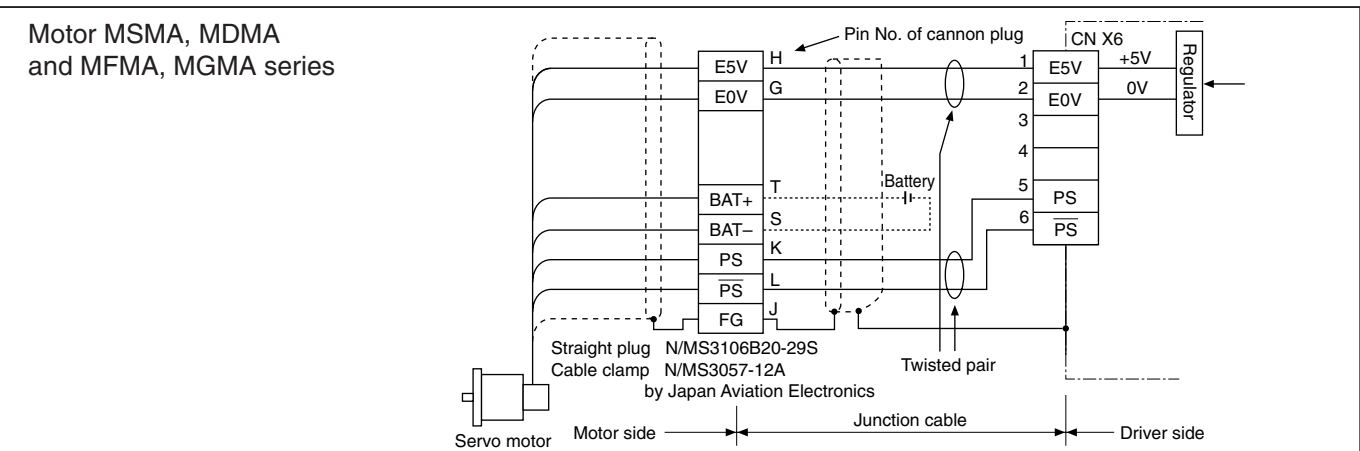 Motor MSMA, MDMA
and MFMA, MGMA series
Pin No. of cannon plug
CN X6
E5V
H
1
E5V
+5V
Regulator
E0V
G
2
E0V
0V
3
4
Battery
BAT+
T
5
PS
BAT–
S
6
P̅S̅
PS
K
P̅S̅
L
FG
J
Straight plug N/MS3106B20-29S
Cable clamp N/MS3057-12A
by Japan Aviation Electronics
Twisted pair
Servo motor
Motor side
Junction cable
Driver side